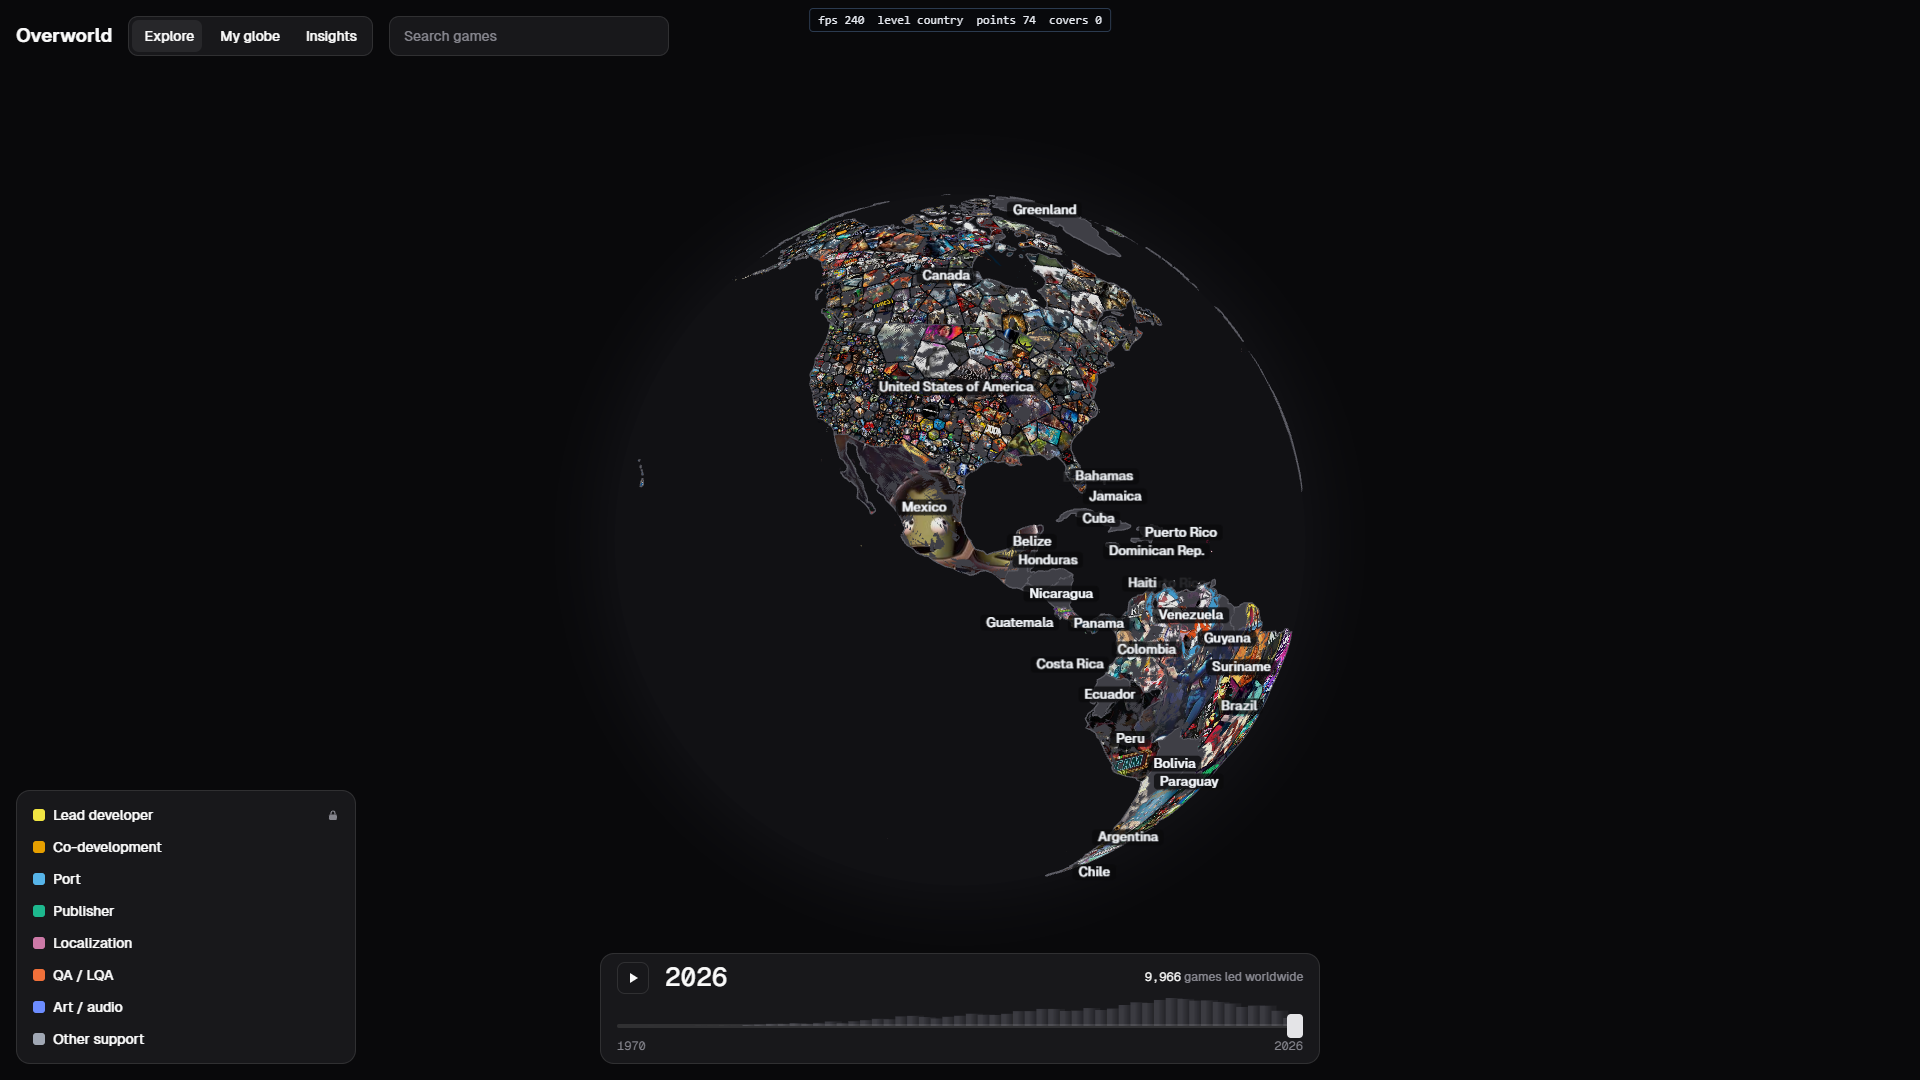 Overworld
Explore
My globe
Insights
Search games
fps 240 level country points 74 covers 0
Greenland
Canada
United States of America
Bahamas
Jamaica
Mexico
Cuba
Puerto Rico
Belize
Dominican Rep.
Honduras
Haiti
Nicaragua
Venezuela
Guatemala
Panama
Guyana
Colombia
Costa Rica
Suriname
Ecuador
Brazil
Peru
Bolivia
Paraguay
Argentina
Chile
Lead developer
Co-development
Port
Publisher
Localization
QA / LQA
Art / audio
Other support
2026
9,966 games led worldwide
1970
2026